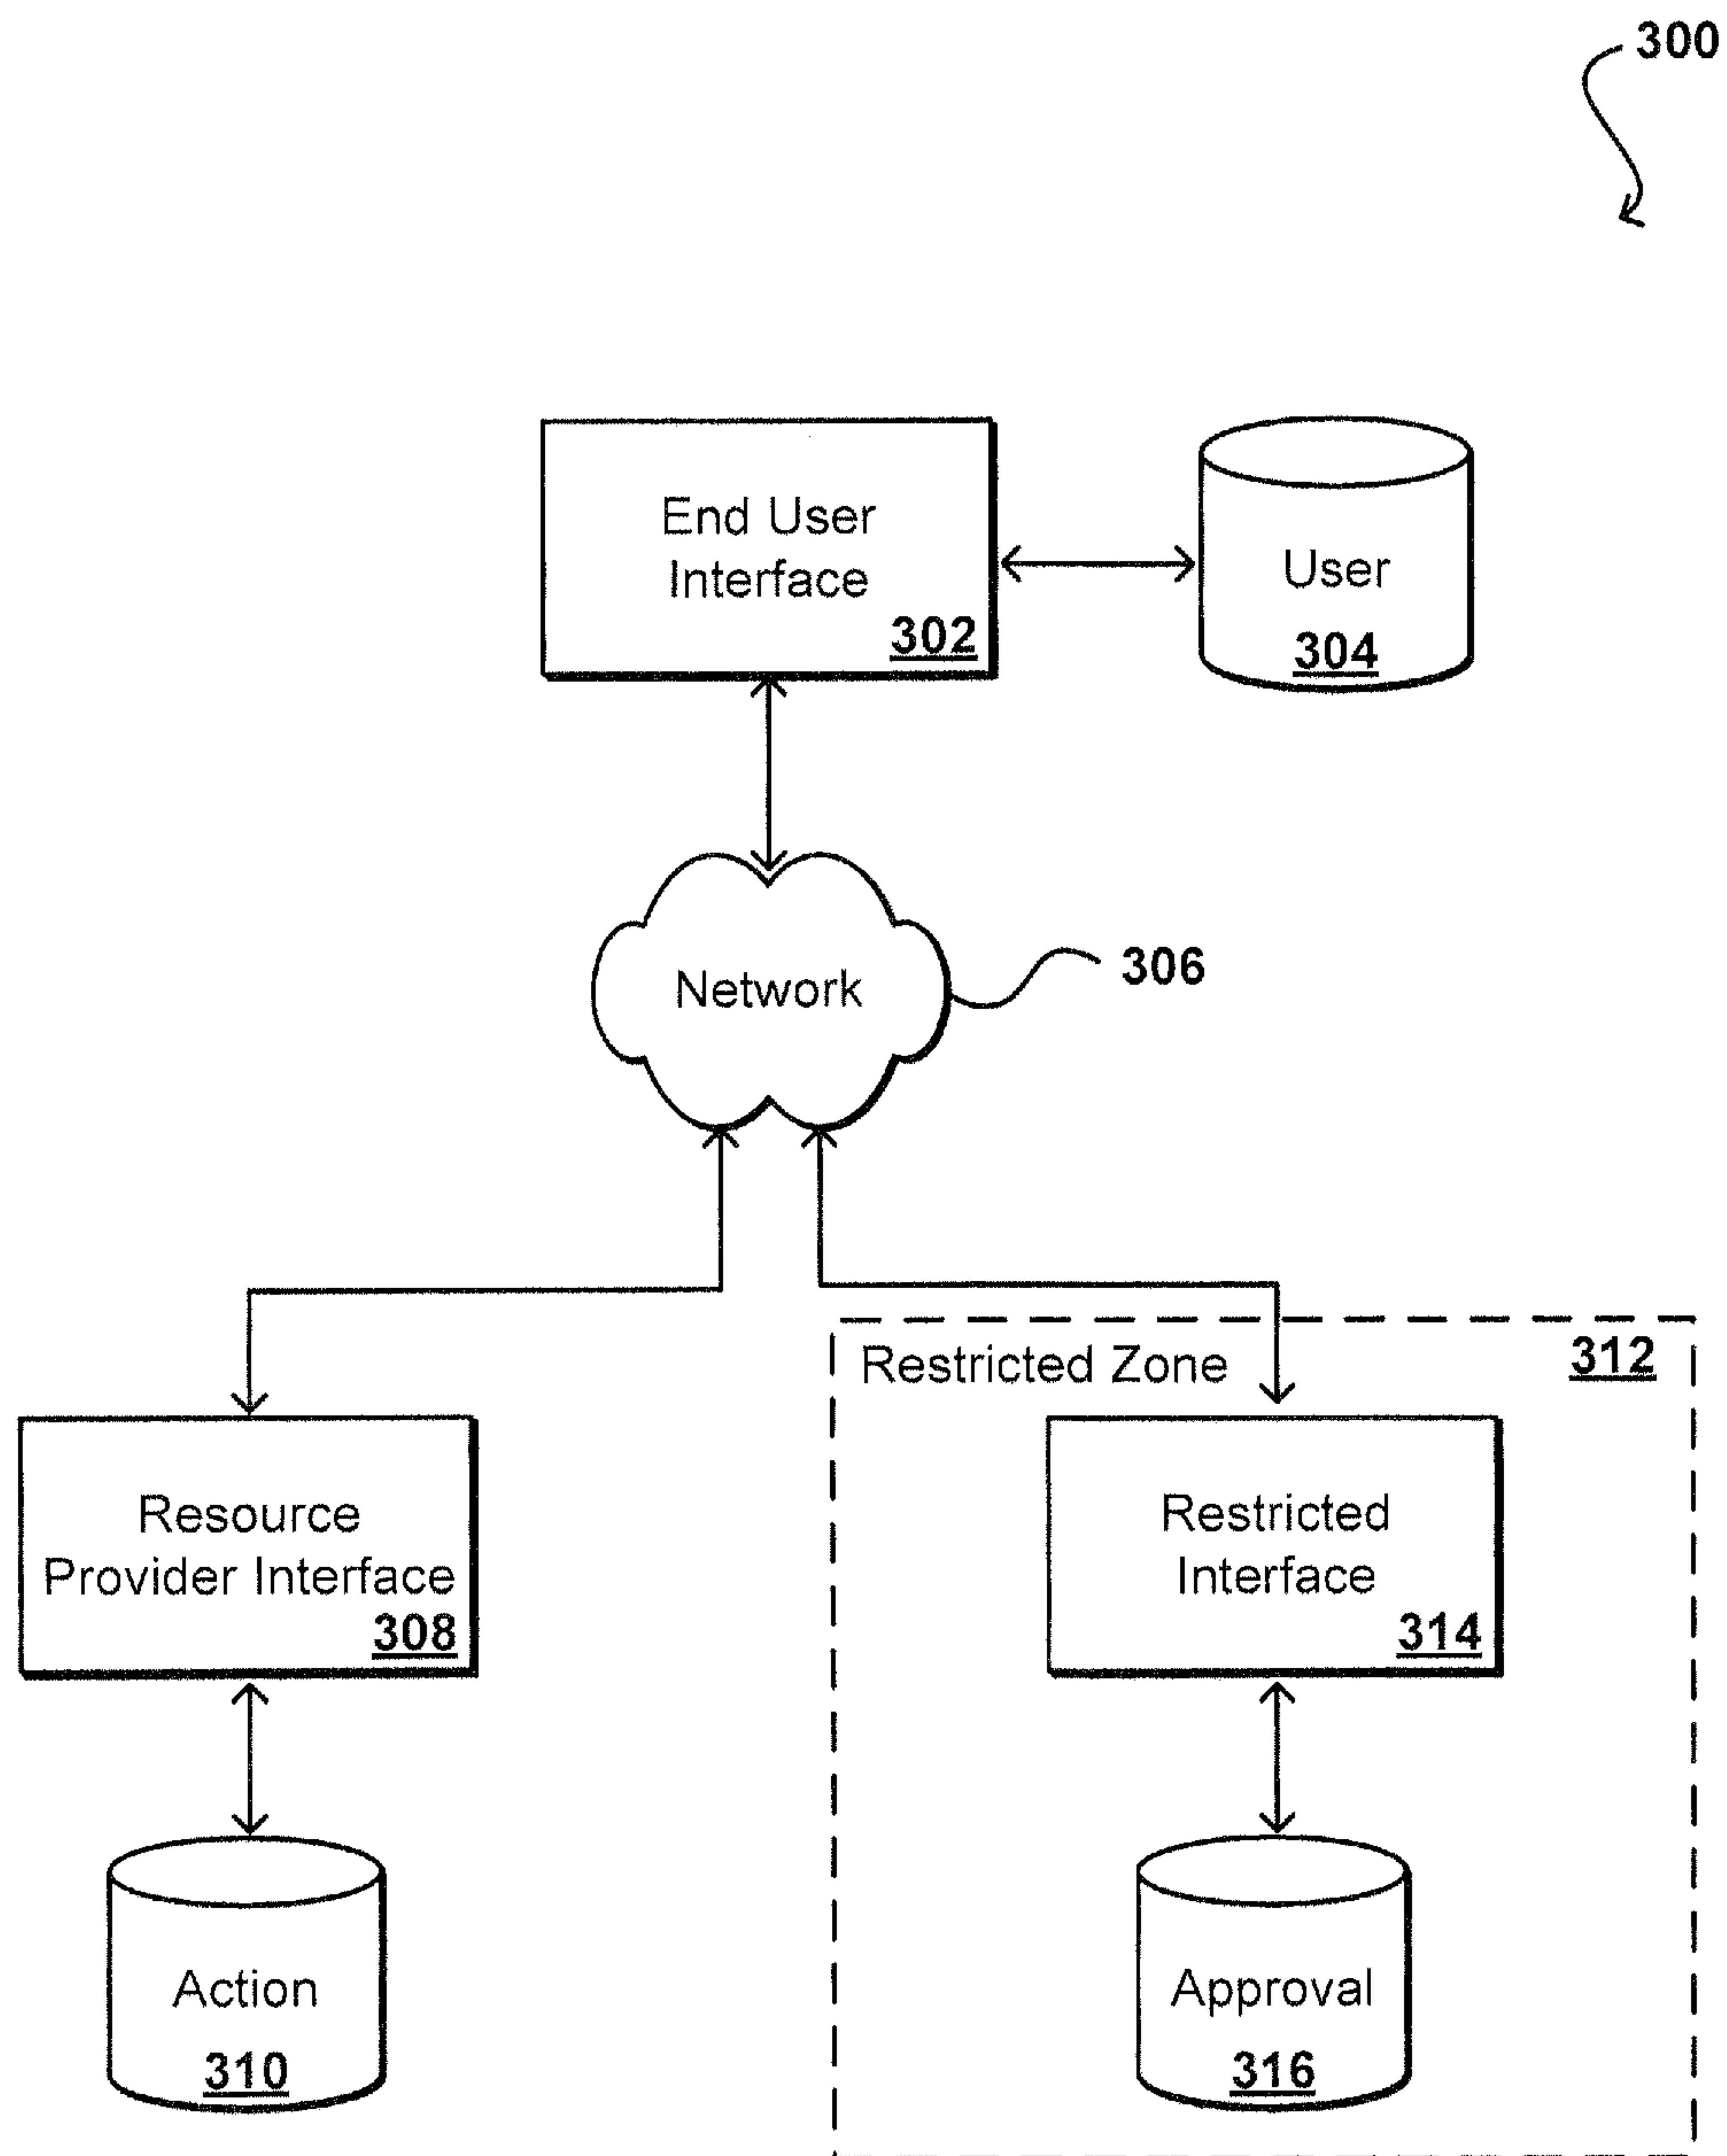 300
End User
Interface
302
User
304
Network
306
Restricted Zone
312
Resource
Provider Interface
308
Restricted
Interface
314
Action
310
Approval
316